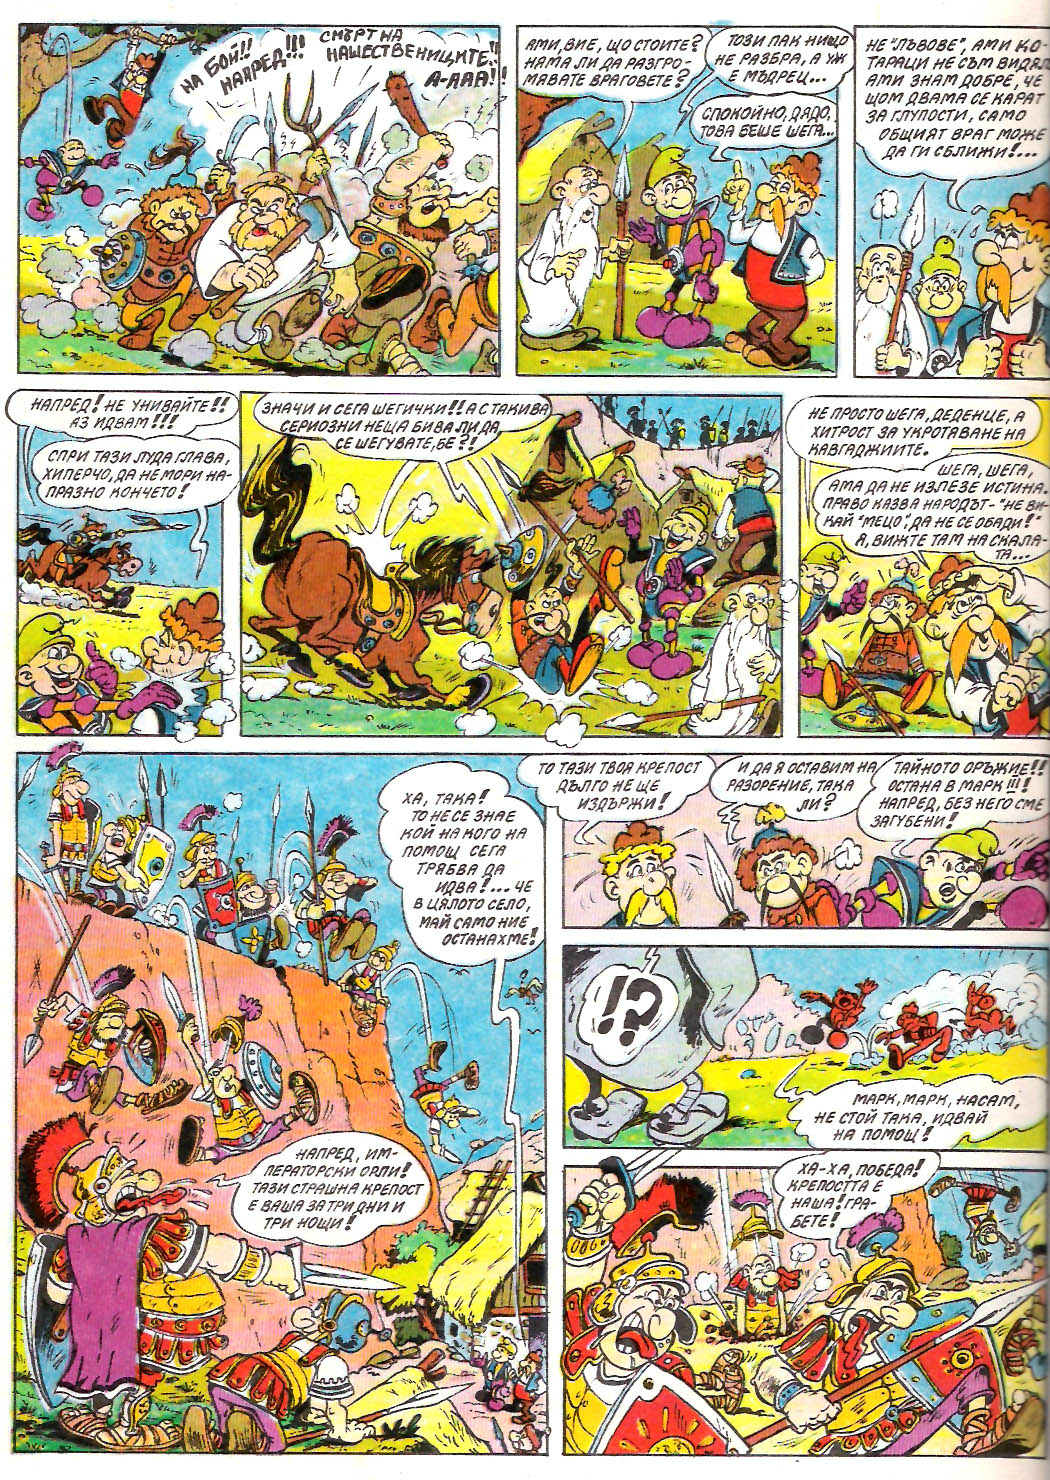 НА БОЙ!!
НАПРЕД!!!
СМЪРТ НА
НАШЕСТВЕНИЦИТЕ!!
А-ААА!!
АМИ, ВИЕ, ЩО СТОИТЕ?
НАМА ЛИ ДА РАЗГРО-
МЯВАТЕ ВРАГОВЕТЕ?
ТОЗИ ПАК НИЩО
НЕ РАЗБРА, А УЖ
Е МЪДРЕЦ...
СПОКОЙНО, ДЯДО,
ТОВА БЕШЕ ШЕГА...
НЕ "ЛЪВОВЕ", АМИ КО-
ТАРАЦИ НЕ СЪМ ВИДЯЛ
АМИ ЗНАМ ДОБРЕ, ЧЕ
ЩОМ ДВАМА СЕ КАРАТ
ЗА ГЛУПОСТИ, САМО
ОБЩИЯТ ВРАГ МОЖЕ
ДА ГИ СБЛИЖИ!...
НАПРЕД! НЕ УНИВАЙТЕ!!
АЗ ИДВАМ!!!
СПРИ ТАЗИ ЛУДА ГЛАВА,
ХИПЕРЧО, ДА НЕ МОРИ НА-
ПРАЗНО КОНЧЕТО!
ЗНАЧИ И СЕГА ШЕГИЧКИ!! А С ТАКИВА
СЕРИОЗНИ НЕЩА БИВА ЛИ ДА
СЕ ШЕГУВАТЕ, БЕ?!
НЕ ПРОСТО ШЕГА, ДЕДЕНЦЕ, А
ХИТРОСТ ЗА УКРОТАВАНЕ НА
КАВГАДЖИИТЕ.
ШЕГА, ШЕГА,
АМА ДА НЕ ИЗЛЕЗЕ ИСТИНА.
ПРАВО КАЗВА НАРОДЪТ- "НЕ ВИ-
КАЙ "МЕЦО", ДА НЕ СЕ ОБАДИ!"
Я, ВИЖТЕ ТАМ НА СКАЛА-
ТА...
ХА, ТАКА!
ТО НЕ СЕ ЗНАЕ
КОЙ НА КОГО НА
ПОМОЩ СЕГА
ТРЯБВА ДА
ИДВА!... ЧЕ
В ЦЯЛОТО СЕЛО,
МАЙ САМО НИЕ
ОСТАНАХМЕ!
НАПРЕД, ИМ-
ПЕРАТОРСКИ ОРЛИ!
ТАЗИ СТРАШНА КРЕПОСТ
Е ВАША ЗА ТРИ ДНИ И
ТРИ НОЩИ!
ТО ТАЗИ ТВОЯ КРЕПОСТ
ДЪЛГО НЕ ЩЕ
ИЗДЪРЖИ!
И ДА Я ОСТАВИМ НА
РАЗОРЕНИЕ, ТАКА
ЛИ?
ТАЙНОТО ОРЪЖИЕ!!
ОСТАНА В МАРК!!!
НАПРЕД, БЕЗ НЕГО СМЕ
ЗАГУБЕНИ!
!?
МАРК, МАРК, НАСАМ,
НЕ СТОЙ ТАКА, ИДВАЙ
НА ПОМОЩ!
ХА-ХА, ПОБЕДА!
КРЕПОСТТА Е
НАША! ГРА-
БЕТЕ!